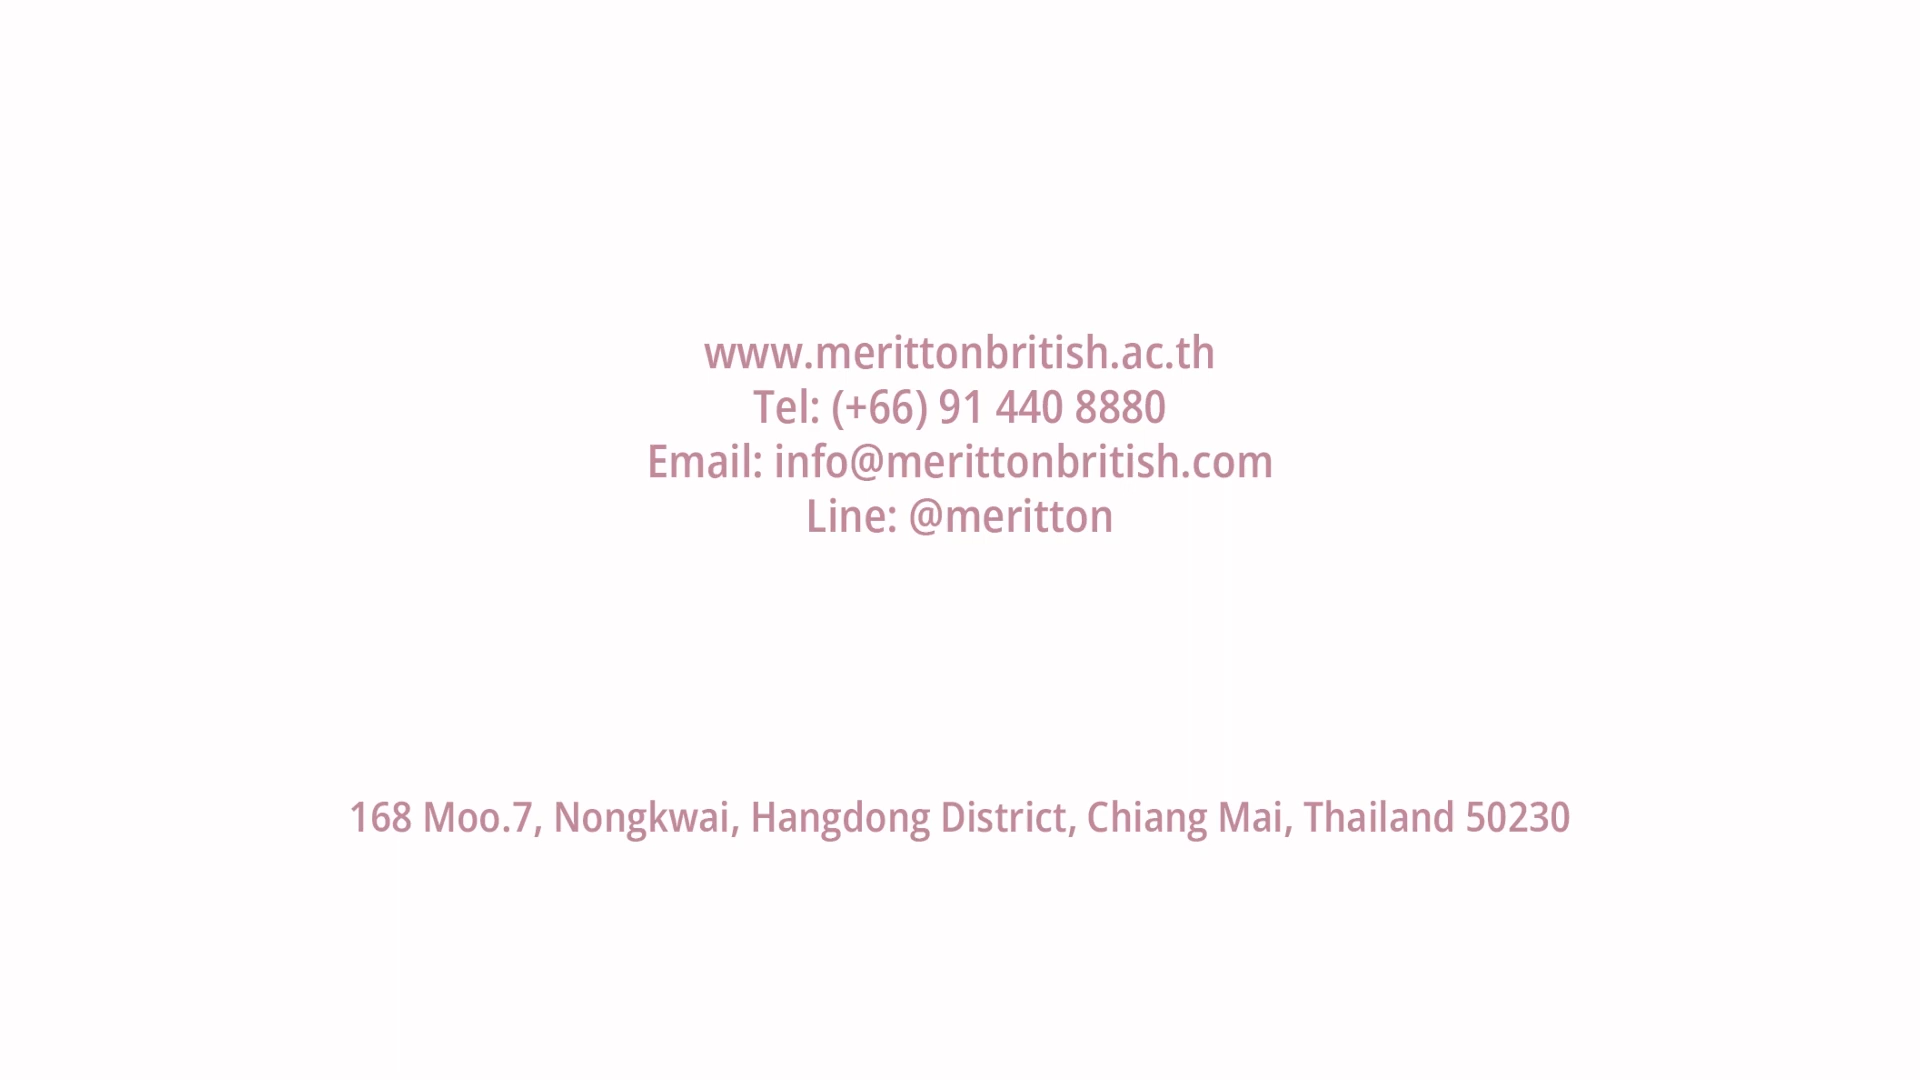 www.merittonbritish.ac.th
Tel: (+66) 91 440 8880
Email: info@merittonbritish.com
Line: @meritton
168 Moo.7, Nongkwai, Hangdong District, Chiang Mai, Thailand 50230